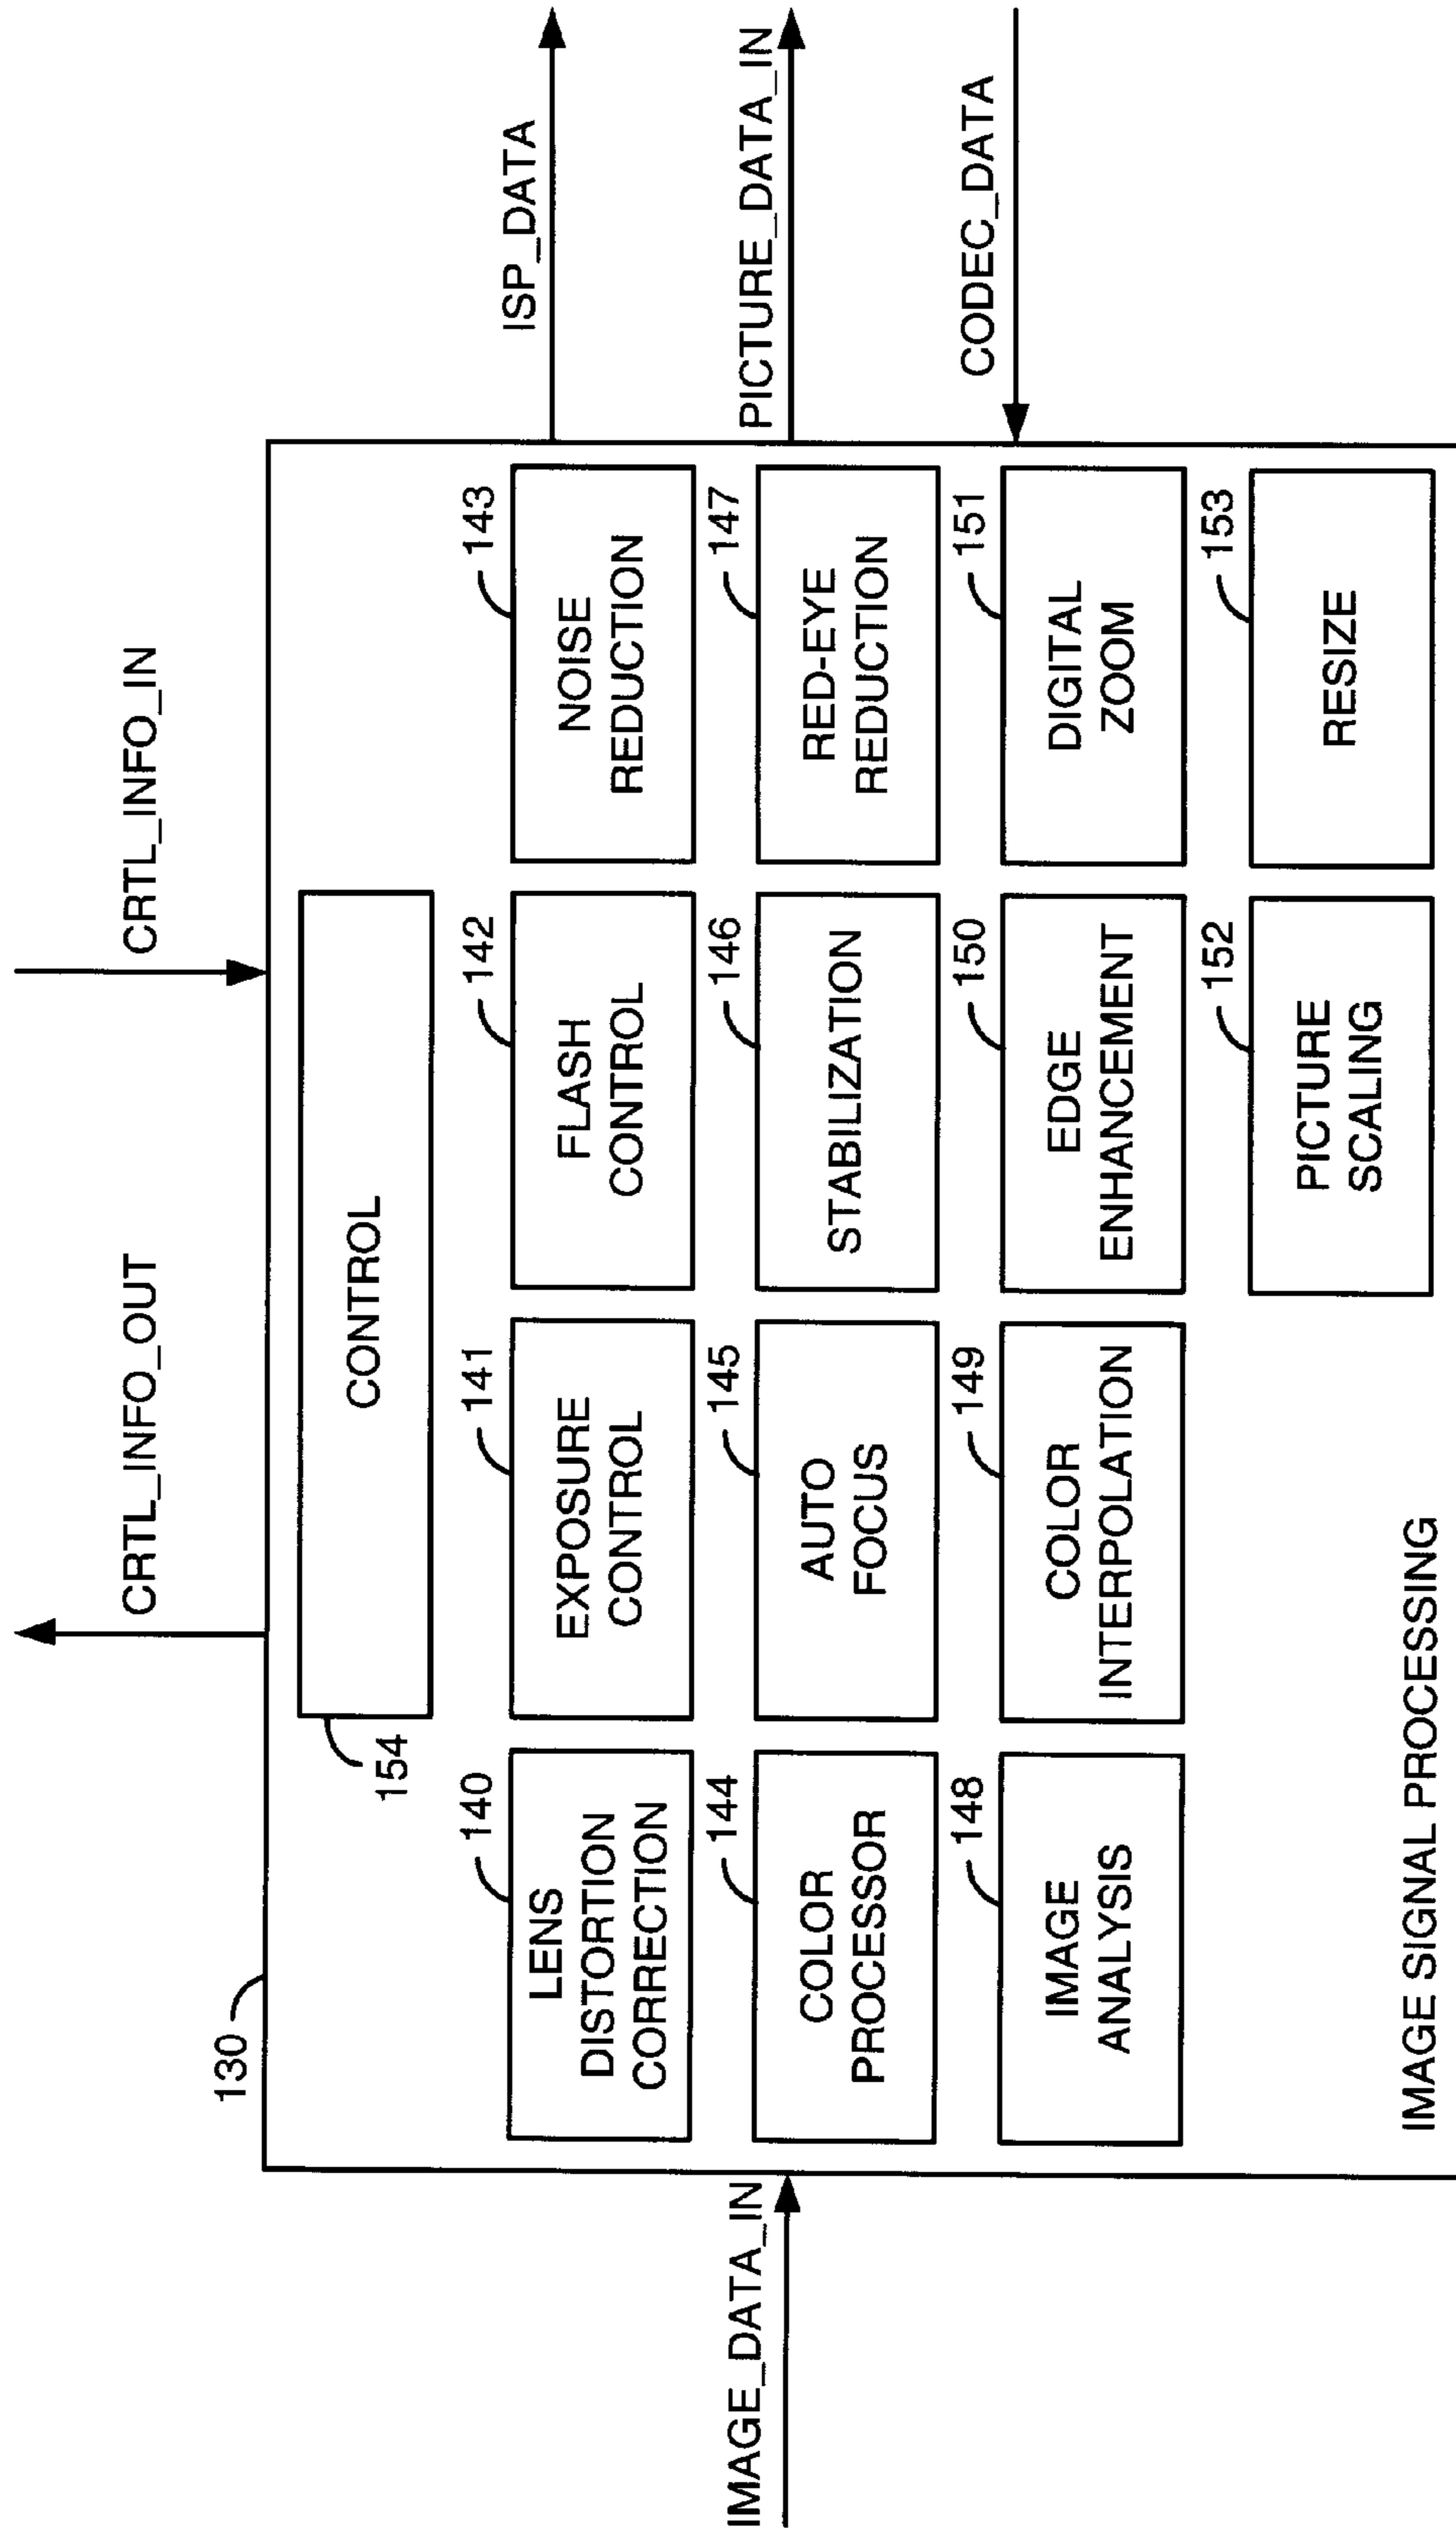 CRTL_INFO_OUT
CRTL_INFO_IN
130
154
CONTROL
140
141
142
143
LENS
DISTORTION
CORRECTION
EXPOSURE
CONTROL
FLASH
CONTROL
NOISE
REDUCTION
ISP_DATA
IMAGE_DATA_IN
144
145
146
147
COLOR
PROCESSOR
AUTO
FOCUS
STABILIZATION
RED-EYE
REDUCTION
PICTURE_DATA_IN
148
149
150
151
IMAGE
ANALYSIS
COLOR
INTERPOLATION
EDGE
ENHANCEMENT
DIGITAL
ZOOM
CODEC_DATA
152
153
PICTURE
SCALING
RESIZE
IMAGE SIGNAL PROCESSING